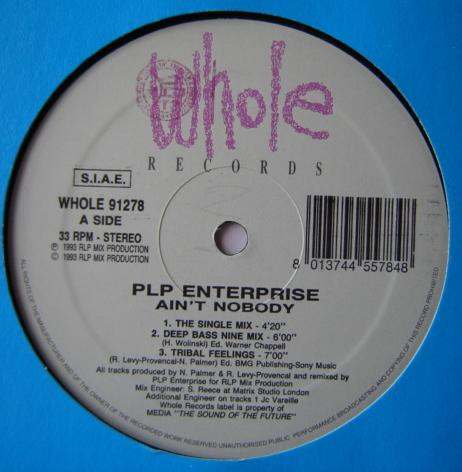 Whole
RECORDS
S.I.A.E.
WHOLE 91278
A SIDE
33 RPM - STEREO
℗ 1993 RLP MIX PRODUCTION
© 1993 RLP MIX PRODUCTION
8 013744 557848
PLP ENTERPRISE
AIN'T NOBODY
1. THE SINGLE MIX - 4'20"
2. DEEP BASS NINE MIX - 6'00"
(H. Wolinski) Ed. Warner Chappell
3. TRIBAL FEELINGS - 7'00"
(R. Levy-Provencal-N. Palmer) Ed. BMG Publishing-Sony Music
All tracks produced by N. Palmer & R. Levy-Provencal and remixed by
PLP Enterprise for RLP Mix Production
Mix Engineer: S. Reece at Matrix Studio London
Additional Engineer on tracks 1 Jc Vareille
Whole Records label is property of
MEDIA "THE SOUND OF THE FUTURE"
ALL RIGHTS OF THE MANUFACTURER AND OF THE OWNER OF THE RECORDED WORK RESERVED UNAUTHORISED PUBLIC PERFORMANCE BROADCASTING AND COPYING OF THIS RECORD PROHIBITED